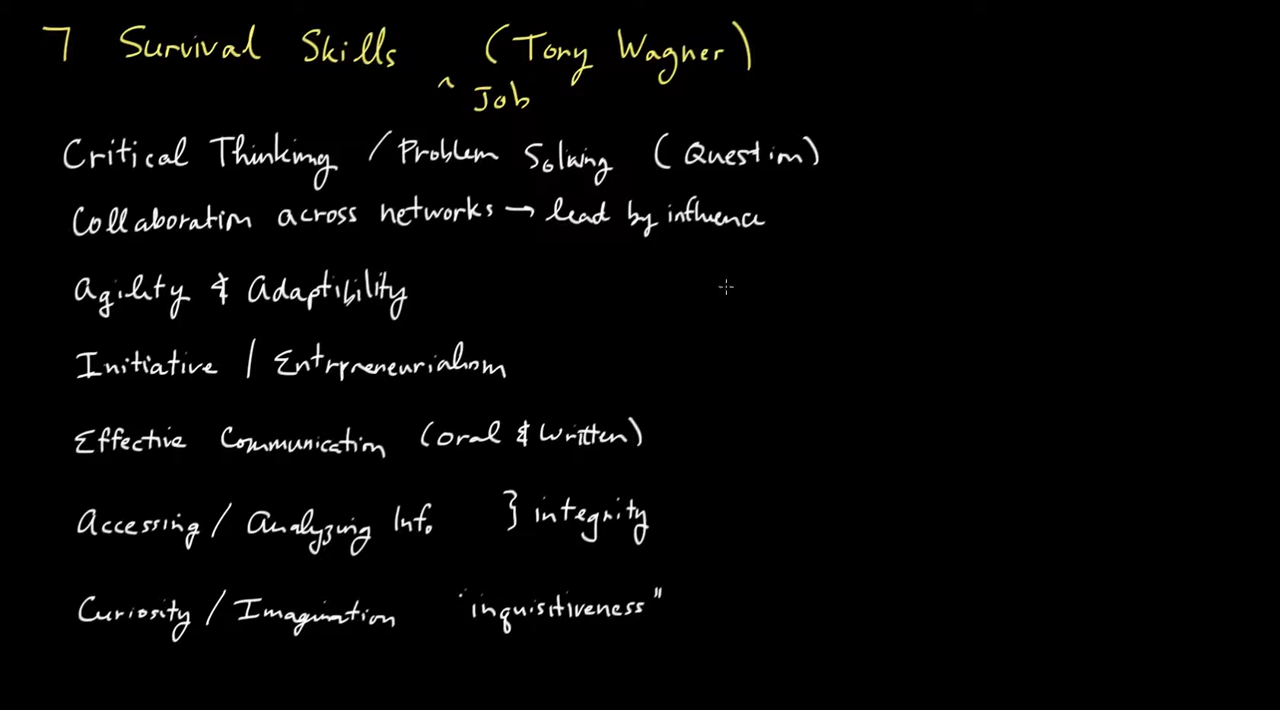 7 Survival Skills (Tony Wagner)
^ Job
Critical Thinking / Problem Solving (Question)
Collaboration across networks → lead by influence
Agility & Adaptibility
Initiative / Entrpreneurialism
Effective Communication (Oral & Written)
Accessing / Analyzing Info. } integrity
Curiosity / Imagination "inquisitiveness"